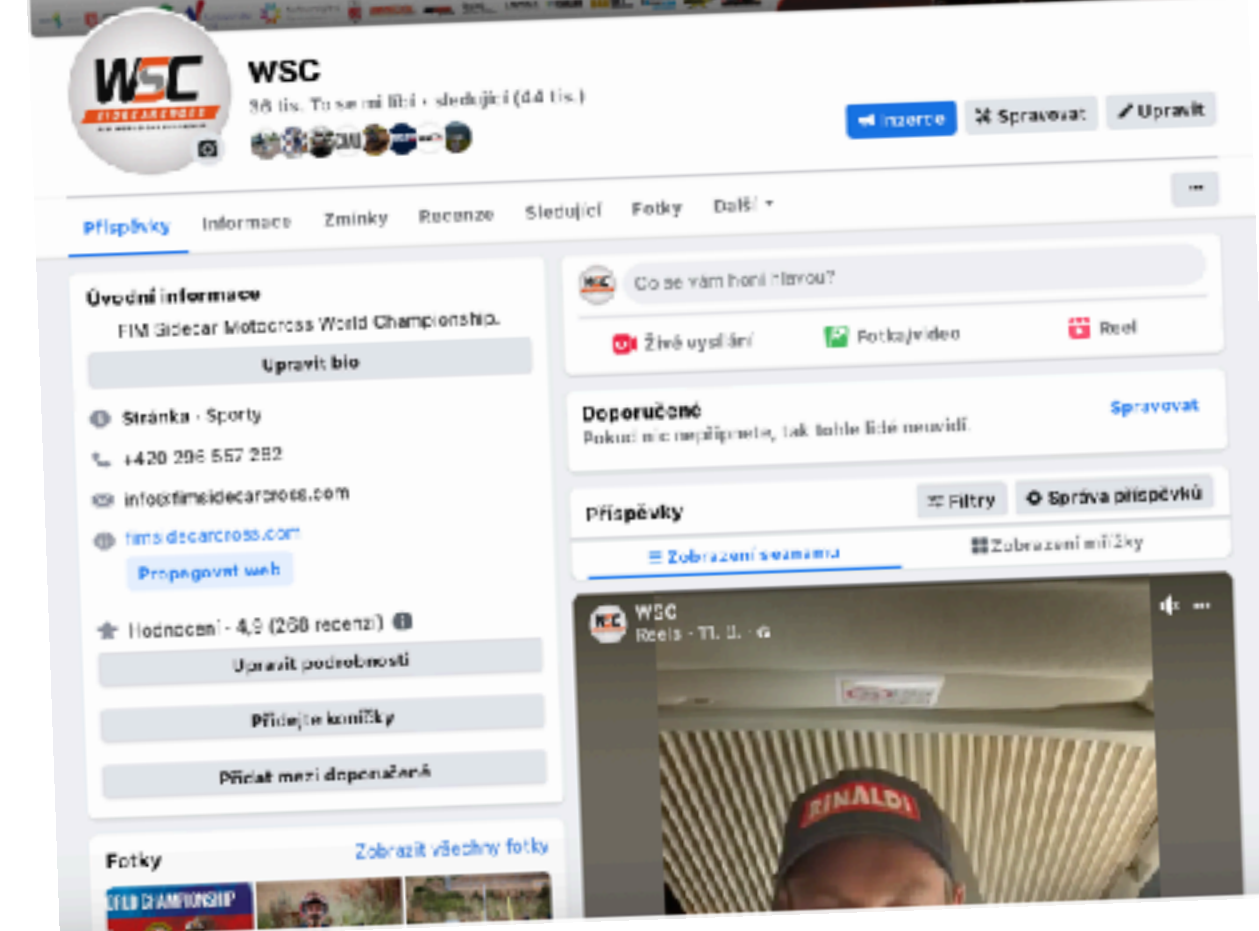 WSC
SIDECARCROSS
WSC
36 tis. To se mi líbí • sledující (44 tis.)
Inzerce
Spravovat
Upravit
Příspěvky
Informace
Zmínky
Recenze
Sledující
Fotky
Další
Úvodní informace
FIM Sidecar Motocross World Championship.
Upravit bio
Stránka · Sporty
+420 296 557 282
info@fimsidecarcross.com
fimsidecarcross.com
Propagovat web
Hodnocení · 4,9 (268 recenzí)
Upravit podrobnosti
Přidejte koníčky
Přidat mezi doporučené
Fotky
Zobrazit všechny fotky
CHAMPIONSHIP
Co se vám honí hlavou?
Živé vysílání
Fotka/video
Reel
Doporučené
Spravovat
Pokud nic nepřipnete, tak tohle lidé neuvidí.
Příspěvky
Filtry
Správa příspěvků
Zobrazení seznamu
Zobrazení mřížky
WSC
Reels · 11.
RINALDI